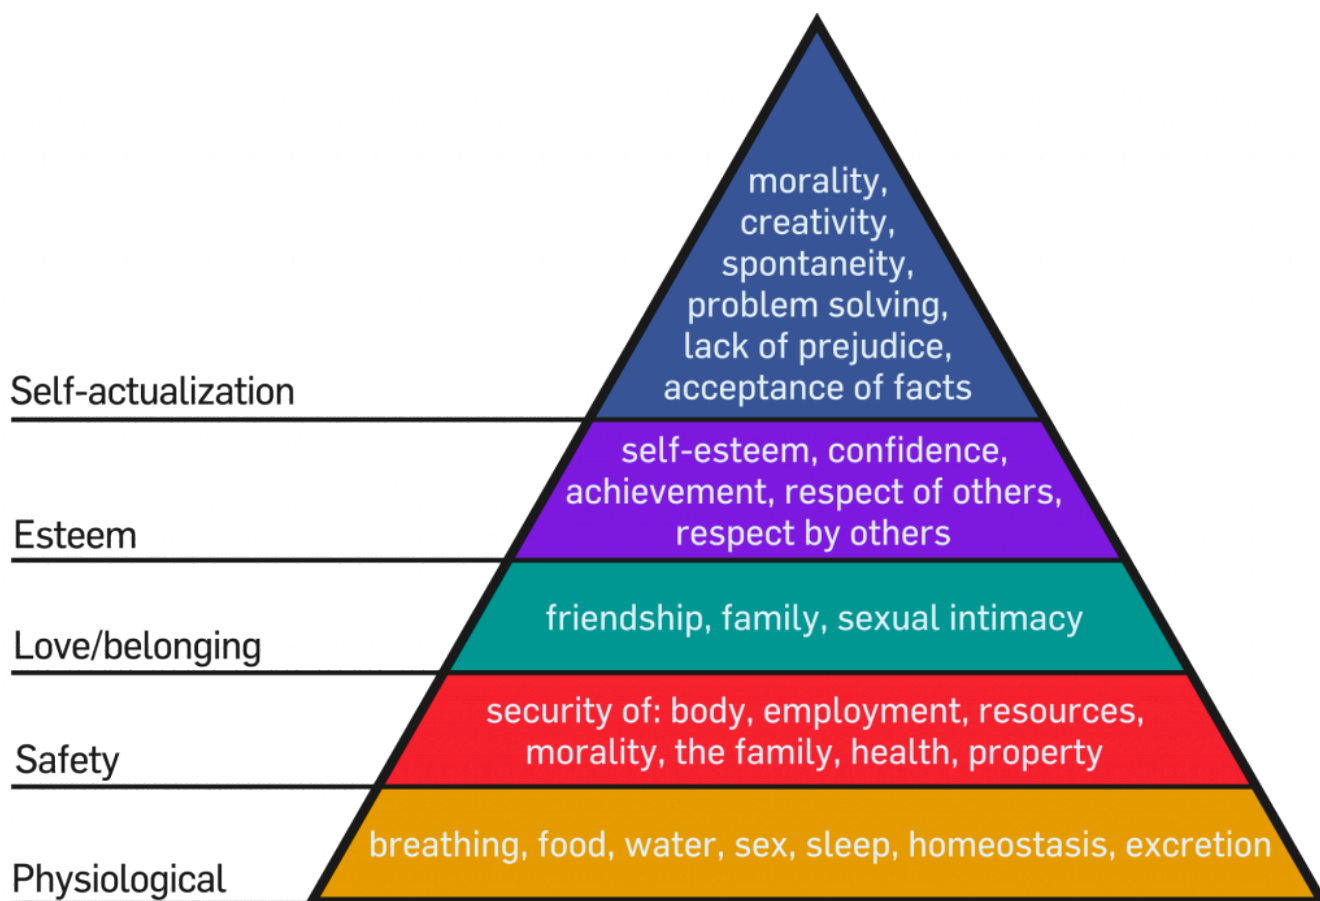 morality,
creativity,
spontaneity,
problem solving,
lack of prejudice,
acceptance of facts
Self-actualization
self-esteem, confidence,
achievement, respect of others,
respect by others
Esteem
friendship, family, sexual intimacy
Love/belonging
security of: body, employment, resources,
morality, the family, health, property
Safety
breathing, food, water, sex, sleep, homeostasis, excretion
Physiological